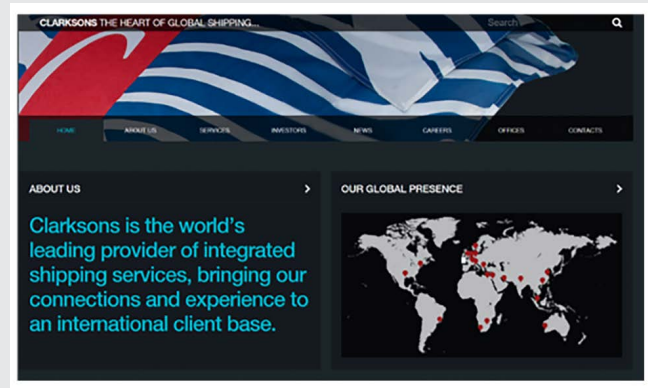 CLARKSONS THE HEART OF GLOBAL SHIPPING...
Search
HOME ABOUT US SERVICES INVESTORS NEWS CAREERS OFFICES CONTACTS
ABOUT US
Clarksons is the world's
leading provider of integrated
shipping services, bringing our
connections and experience to
an international client base.
OUR GLOBAL PRESENCE